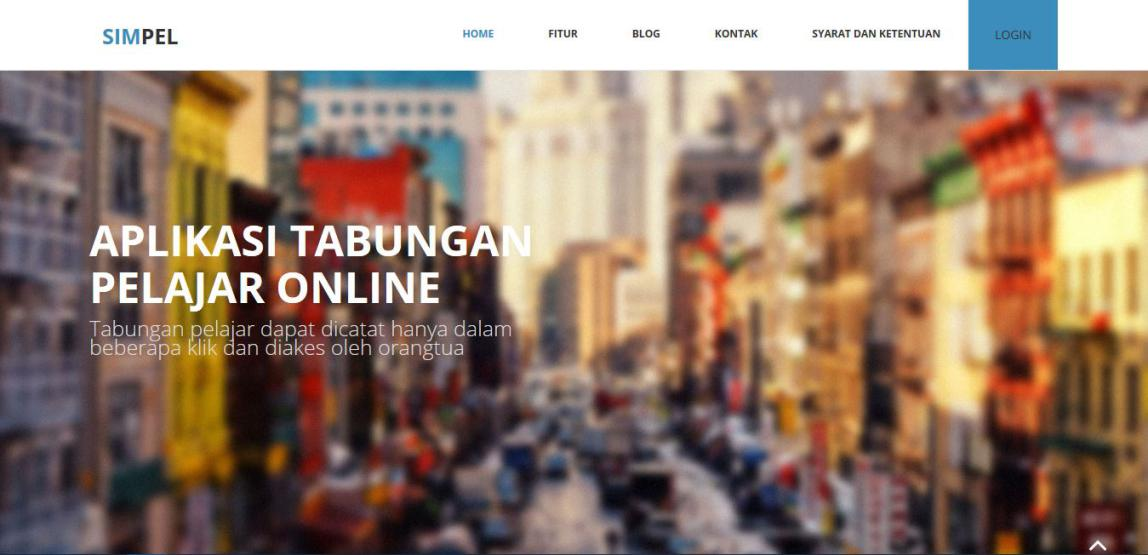 SIMPEL
HOME
FITUR
BLOG
KONTAK
SYARAT DAN KETENTUAN
LOGIN
APLIKASI TABUNGAN
PELAJAR ONLINE
Tabungan pelajar dapat dicatat hanya dalam
beberapa klik dan diakes oleh orangtua